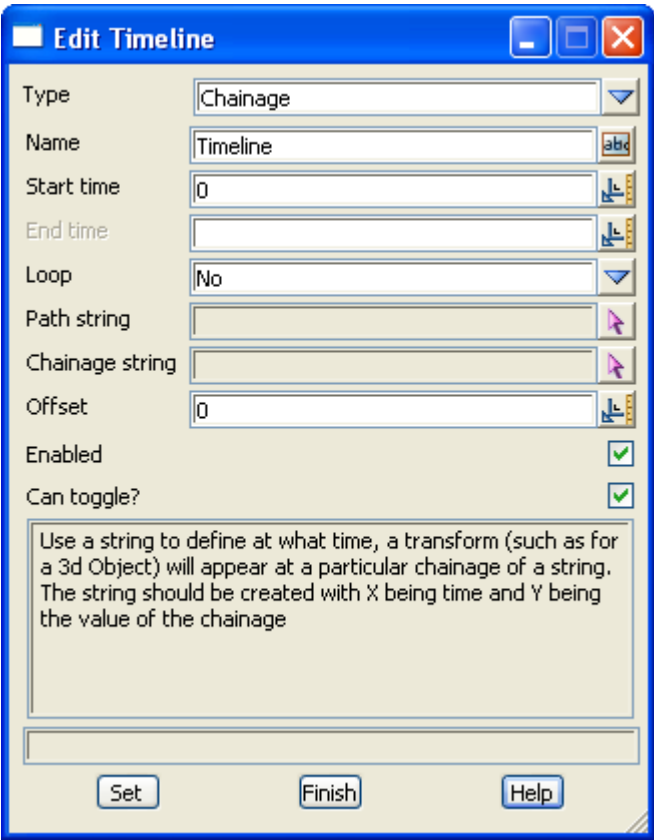 Edit Timeline
Type Chainage
Name Timeline abc
Start time 0
End time
Loop No
Path string
Chainage string
Offset 0
Enabled
Can toggle?
Use a string to define at what time, a transform (such as for
a 3d Object) will appear at a particular chainage of a string.
The string should be created with X being time and Y being
the value of the chainage
Set Finish Help